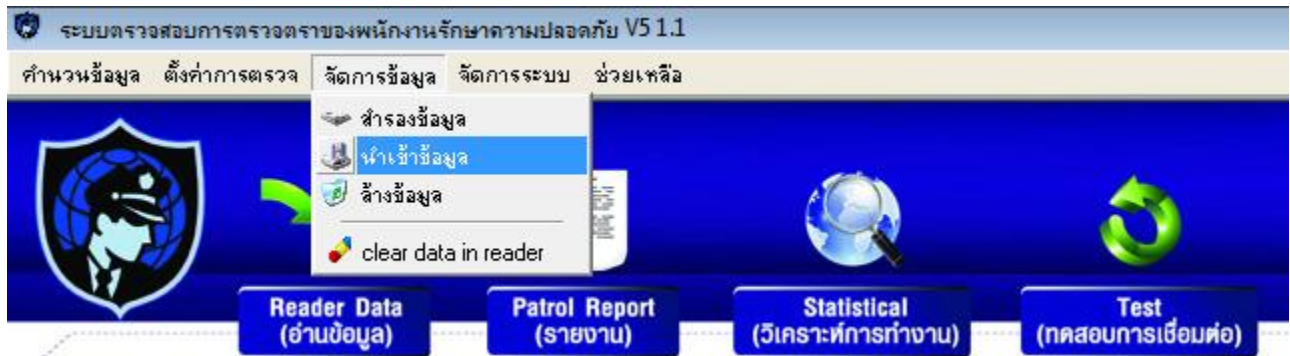 ระบบตรวจสอบการตรวจตราของพนักงานรักษาความปลอดภัย V5 1.1
คำนวนข้อมูล ตั้งค่าการตรวจ จัดการข้อมูล จัดการระบบ ช่วยเหลือ
สำรองข้อมูล
นำเข้าข้อมูล
ล้างข้อมูล
clear data in reader
Reader Data Patrol Report Statistical Test
(อ่านข้อมูล) (รายงาน) (วิเคราะห์การทำงาน) (ทดสอบการเชื่อมต่อ)